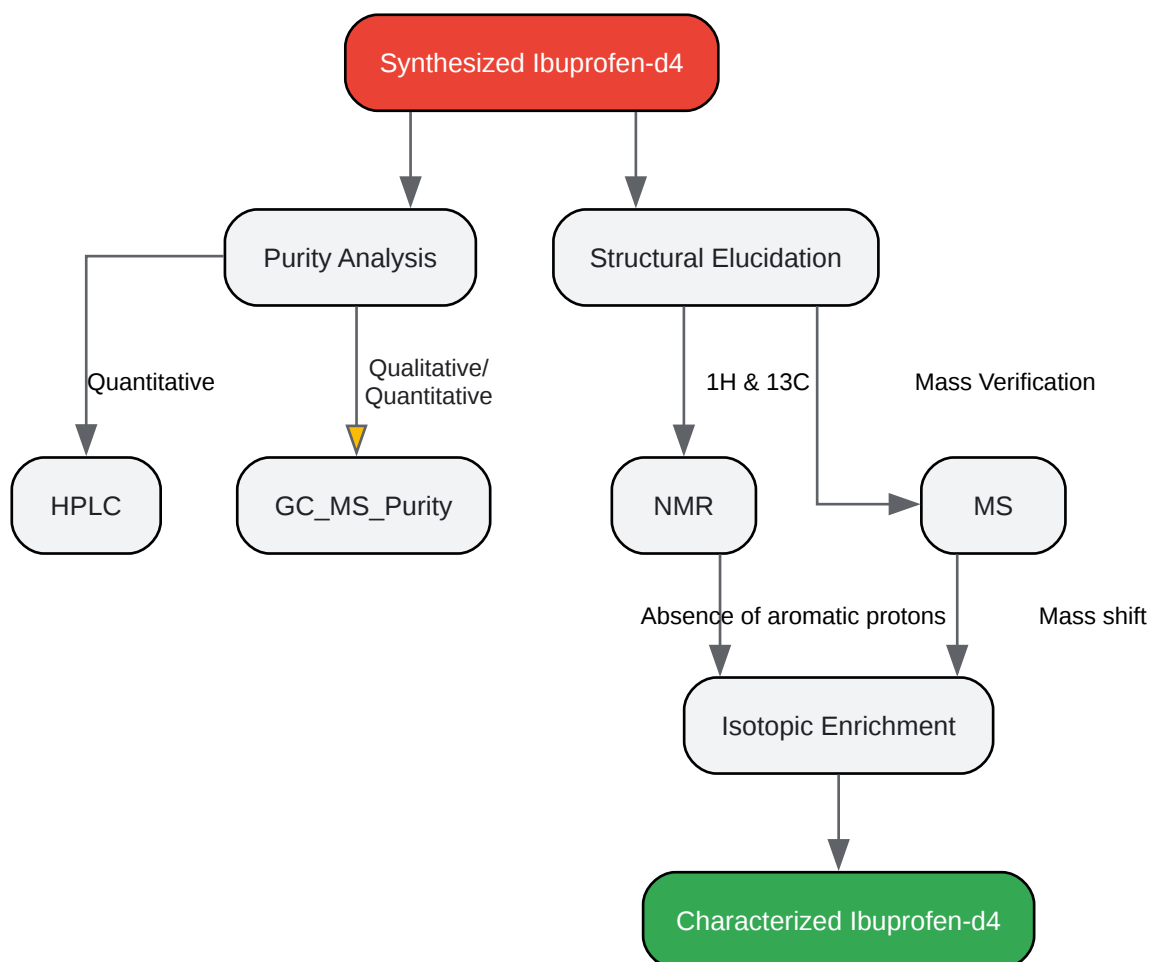 Synthesized Ibuprofen-d4
Purity Analysis
Structural Elucidation
Quantitative
Qualitative/
Quantitative
1H & 13C
Mass Verification
HPLC
GC_MS_Purity
NMR
MS
Absence of aromatic protons
Mass shift
Isotopic Enrichment
Characterized Ibuprofen-d4